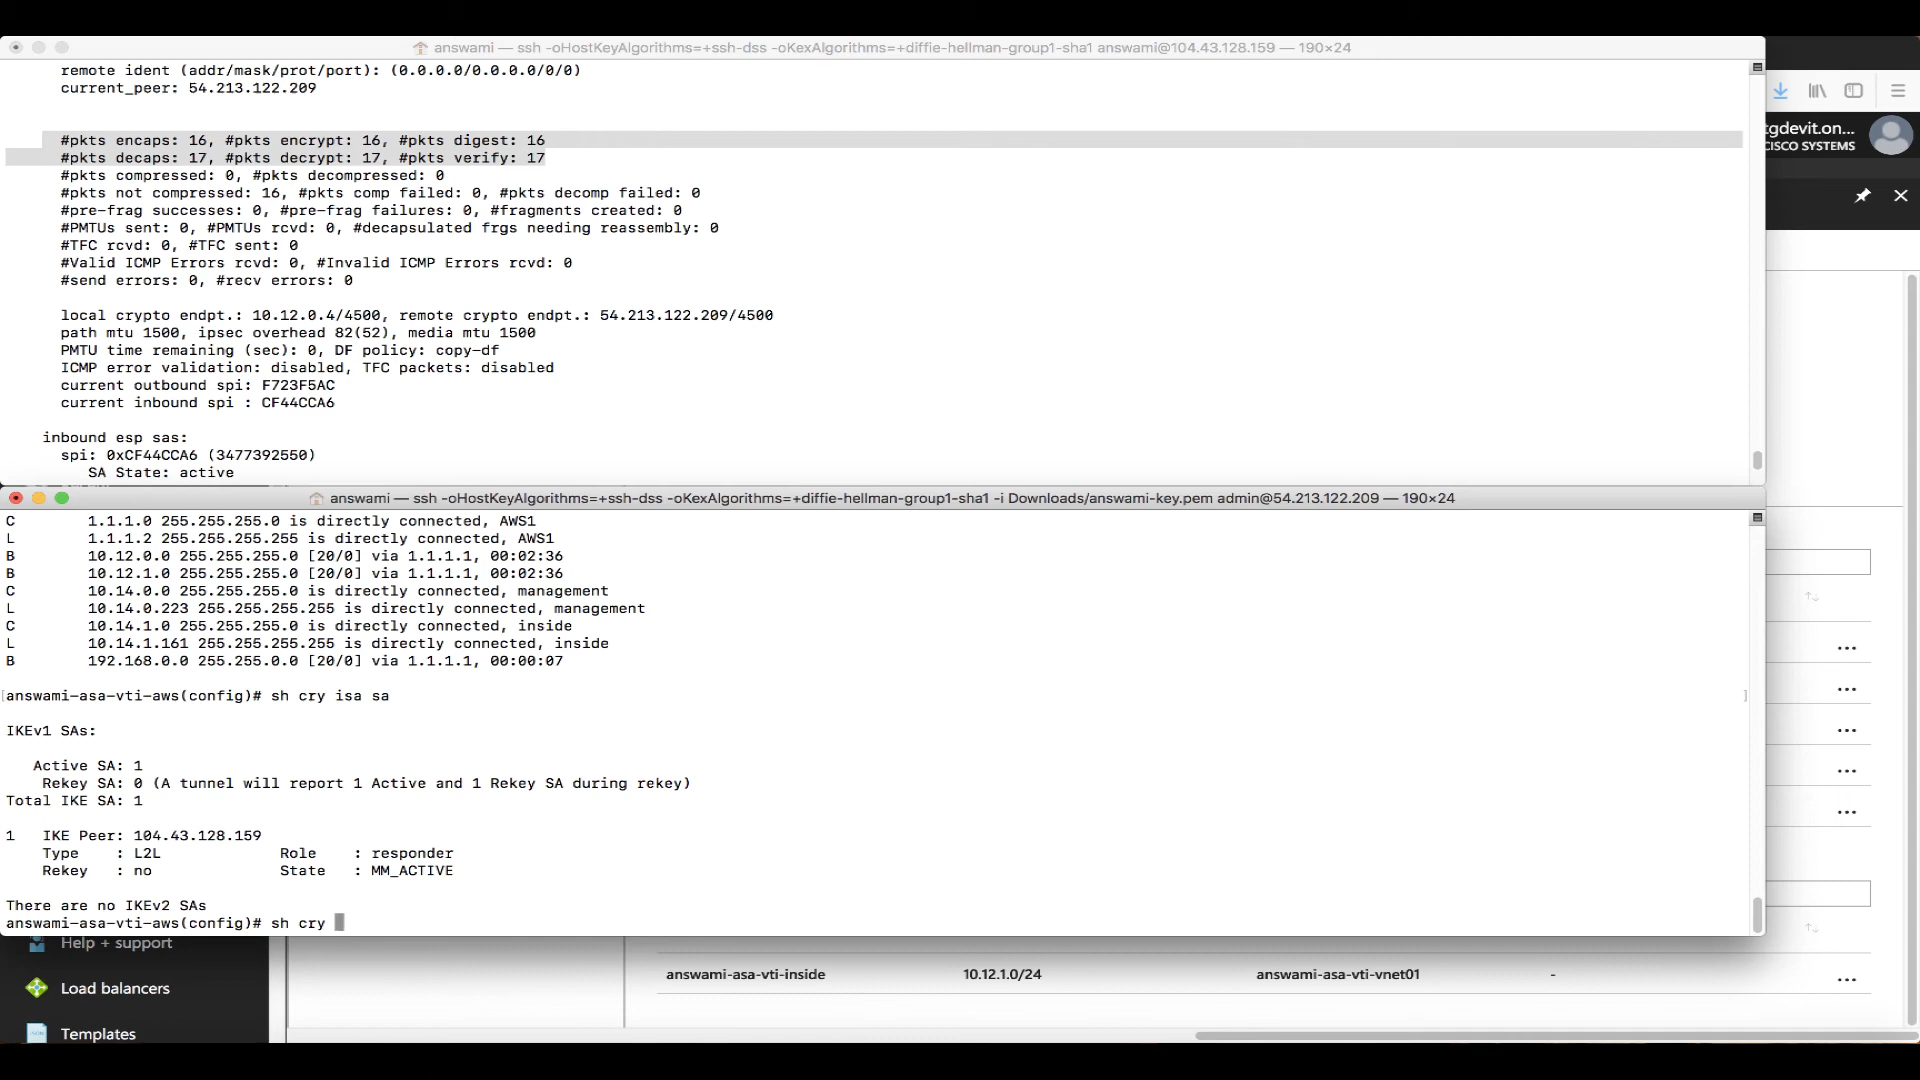 answami — ssh -oHostKeyAlgorithms=+ssh-dss -oKexAlgorithms=+diffie-hellman-group1-sha1 answami@104.43.128.159 — 190×24
remote ident (addr/mask/prot/port): (0.0.0.0/0.0.0.0/0/0)
current_peer: 54.213.122.209
#pkts encaps: 16, #pkts encrypt: 16, #pkts digest: 16
#pkts decaps: 17, #pkts decrypt: 17, #pkts verify: 17
#pkts compressed: 0, #pkts decompressed: 0
#pkts not compressed: 16, #pkts comp failed: 0, #pkts decomp failed: 0
#pre-frag successes: 0, #pre-frag failures: 0, #fragments created: 0
#PMTUs sent: 0, #PMTUs rcvd: 0, #decapsulated frgs needing reassembly: 0
#TFC rcvd: 0, #TFC sent: 0
#Valid ICMP Errors rcvd: 0, #Invalid ICMP Errors rcvd: 0
#send errors: 0, #recv errors: 0
local crypto endpt.: 10.12.0.4/4500, remote crypto endpt.: 54.213.122.209/4500
path mtu 1500, ipsec overhead 82(52), media mtu 1500
PMTU time remaining (sec): 0, DF policy: copy-df
ICMP error validation: disabled, TFC packets: disabled
current outbound spi: F723F5AC
current inbound spi : CF44CCA6
inbound esp sas:
spi: 0xCF44CCA6 (3477392550)
SA State: active
tgdevit.on...
CISCO SYSTEMS
answami — ssh -oHostKeyAlgorithms=+ssh-dss -oKexAlgorithms=+diffie-hellman-group1-sha1 -i Downloads/answami-key.pem admin@54.213.122.209 — 190×24
C 1.1.1.0 255.255.255.0 is directly connected, AWS1
L 1.1.1.2 255.255.255.255 is directly connected, AWS1
B 10.12.0.0 255.255.255.0 [20/0] via 1.1.1.1, 00:02:36
B 10.12.1.0 255.255.255.0 [20/0] via 1.1.1.1, 00:02:36
C 10.14.0.0 255.255.255.0 is directly connected, management
L 10.14.0.223 255.255.255.255 is directly connected, management
C 10.14.1.0 255.255.255.0 is directly connected, inside
L 10.14.1.161 255.255.255.255 is directly connected, inside
B 192.168.0.0 255.255.0.0 [20/0] via 1.1.1.1, 00:00:07
[answami-asa-vti-aws(config)# sh cry isa sa ]
IKEv1 SAs:
Active SA: 1
Rekey SA: 0 (A tunnel will report 1 Active and 1 Rekey SA during rekey)
Total IKE SA: 1
1 IKE Peer: 104.43.128.159
Type : L2L Role : responder
Rekey : no State : MM_ACTIVE
There are no IKEv2 SAs
answami-asa-vti-aws(config)# sh cry
Help + support
Load balancers
Templates
answami-asa-vti-inside 10.12.1.0/24 answami-asa-vti-vnet01 -